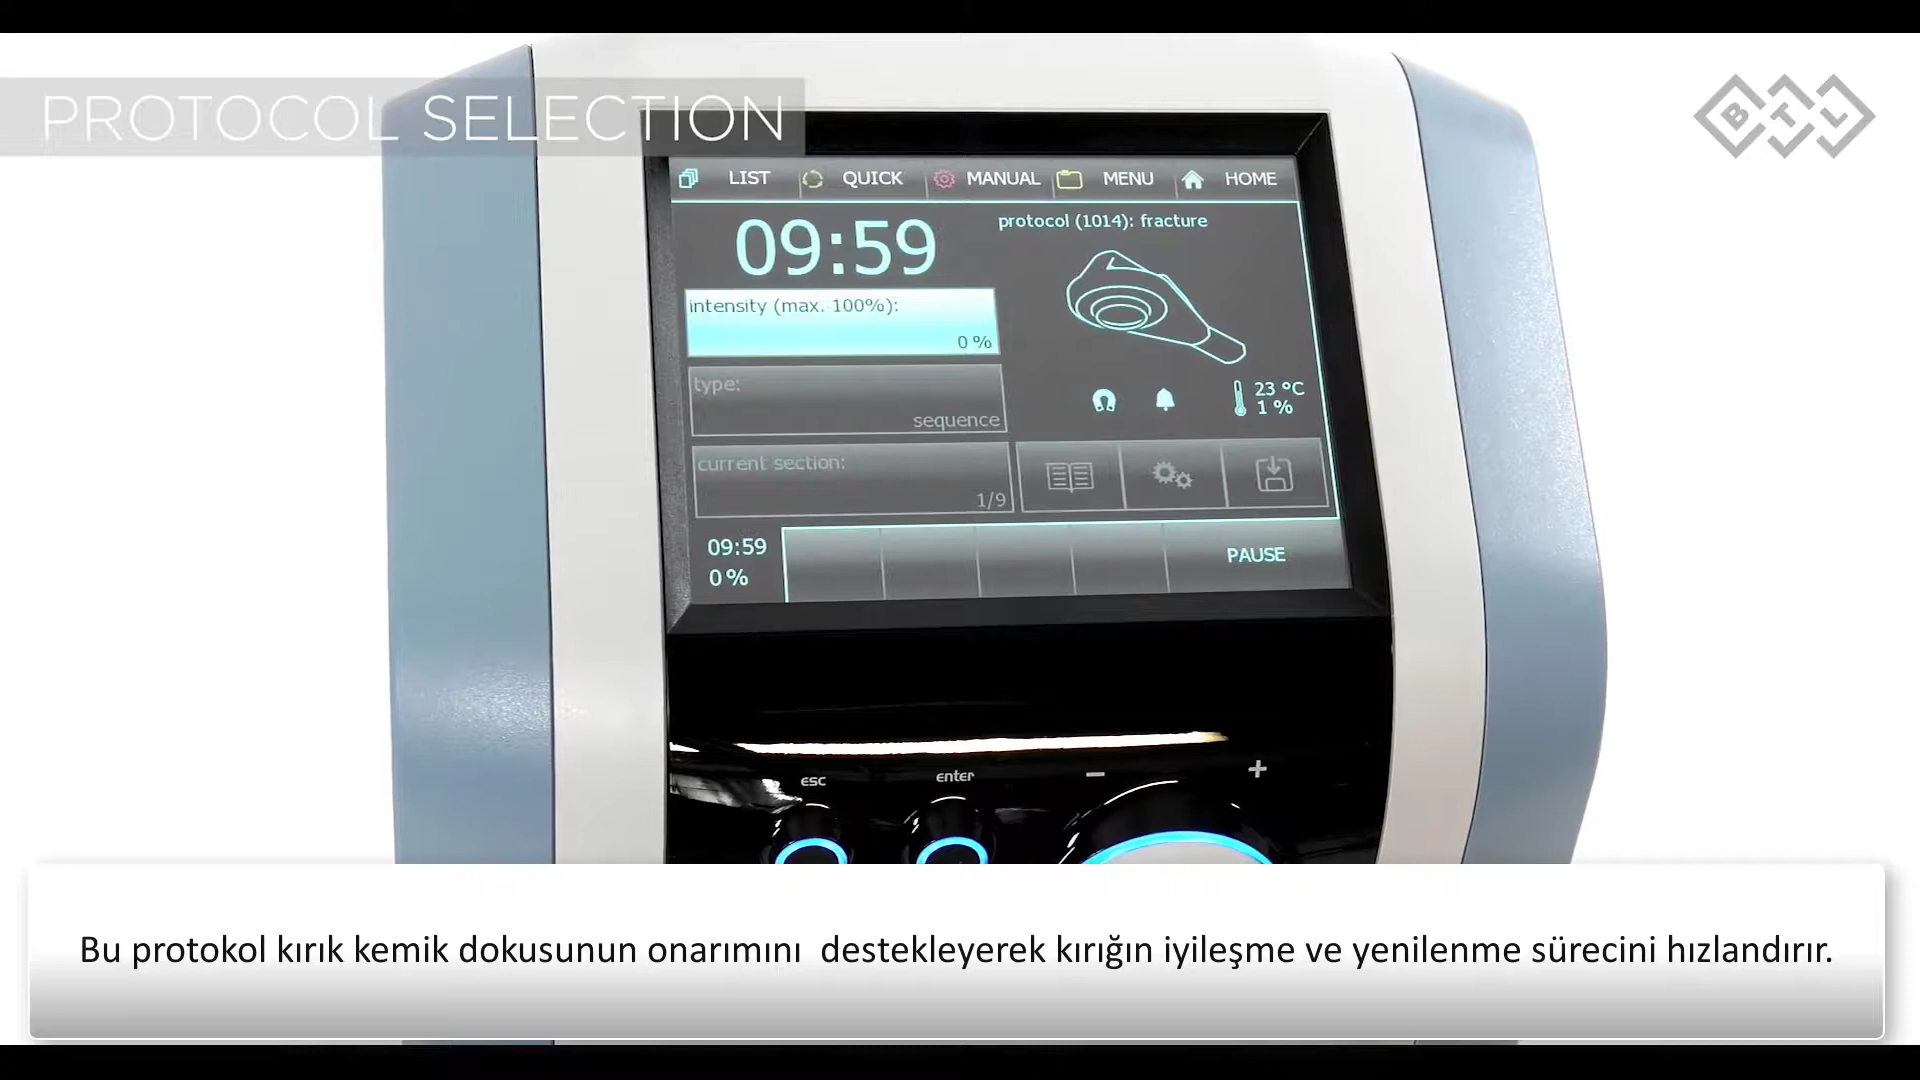 PROTOCOL SELECTION
BTL
LIST QUICK MANUAL MENU HOME
09:59
protocol (1014): fracture
intensity (max. 100%):
0 %
type:
sequence
23 °C
1 %
current section:
1/9
09:59
0 %
PAUSE
esc enter − +
Bu protokol kırık kemik dokusunun onarımını destekleyerek kırığın iyileşme ve yenilenme sürecini hızlandırır.